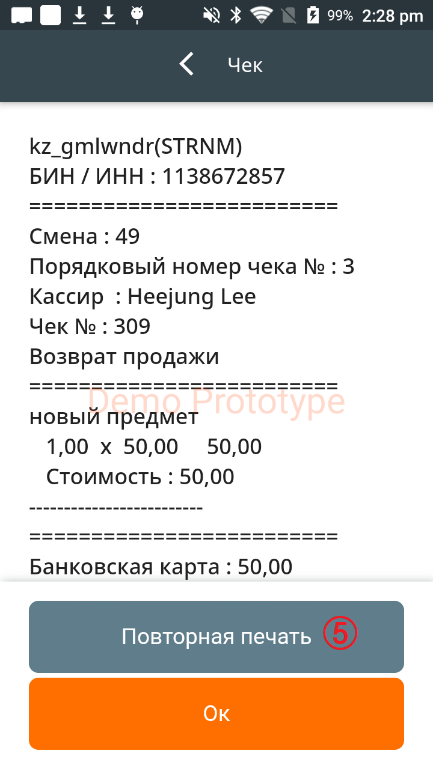 99% 2:28 pm
Чек
kz_gmlwndr(STRNM)
БИН / ИНН : 1138672857
=========================
Смена : 49
Порядковый номер чека № : 3
Кассир  : Heejung Lee
Чек № : 309
Возврат продажи
=========================
Demo Prototype
новый предмет
1,00  x  50,00     50,00
Стоимость : 50,00
-------------------------
=========================
Банковская карта : 50,00
Повторная печать ⑤
Ок